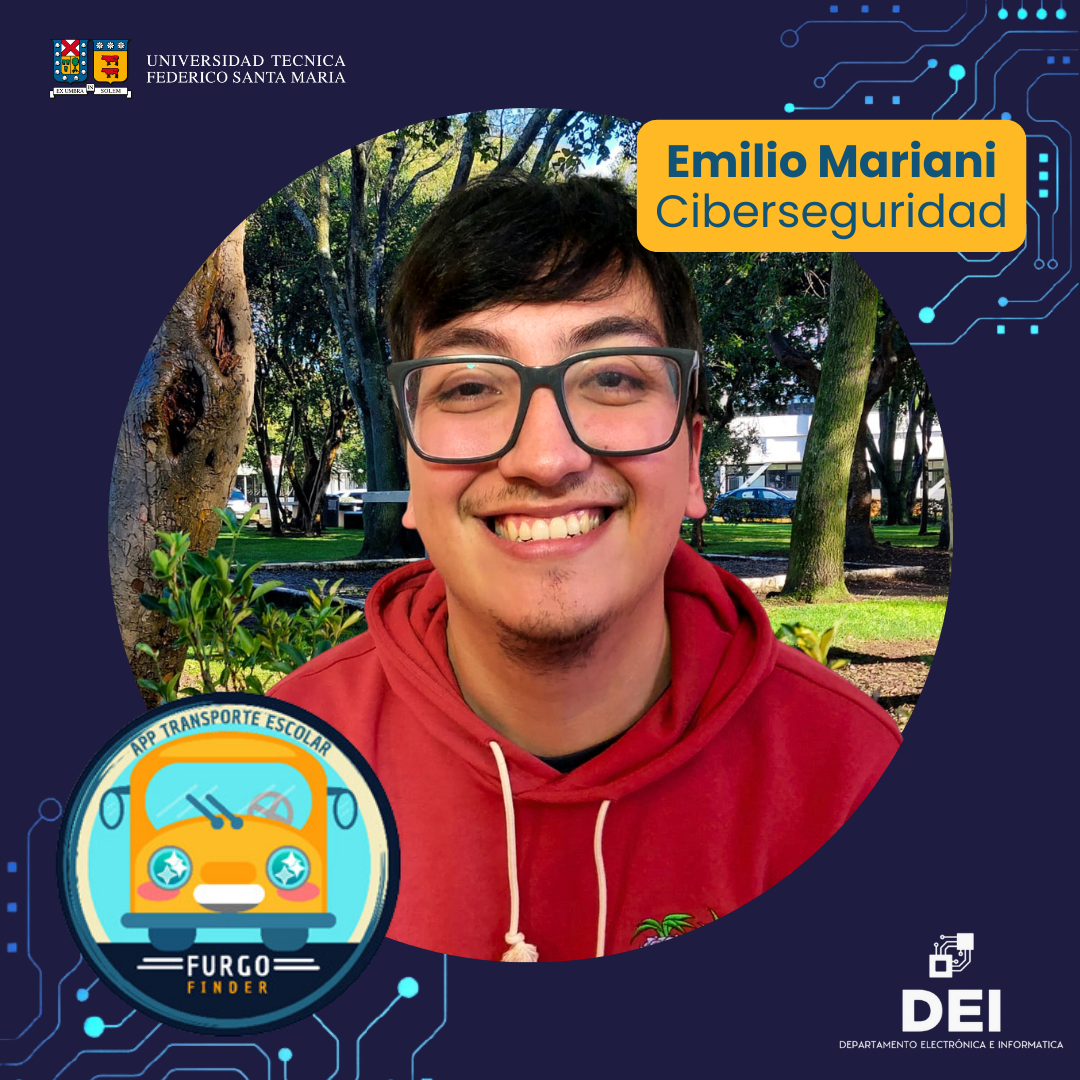 UNIVERSIDAD TECNICA
FEDERICO SANTA MARIA
EX UMBRA IN SOLEM
Emilio Mariani
Ciberseguridad
APP TRANSPORTE ESCOLAR
FURGO
FINDER
DEI
DEPARTAMENTO ELECTRÓNICA E INFORMATICA